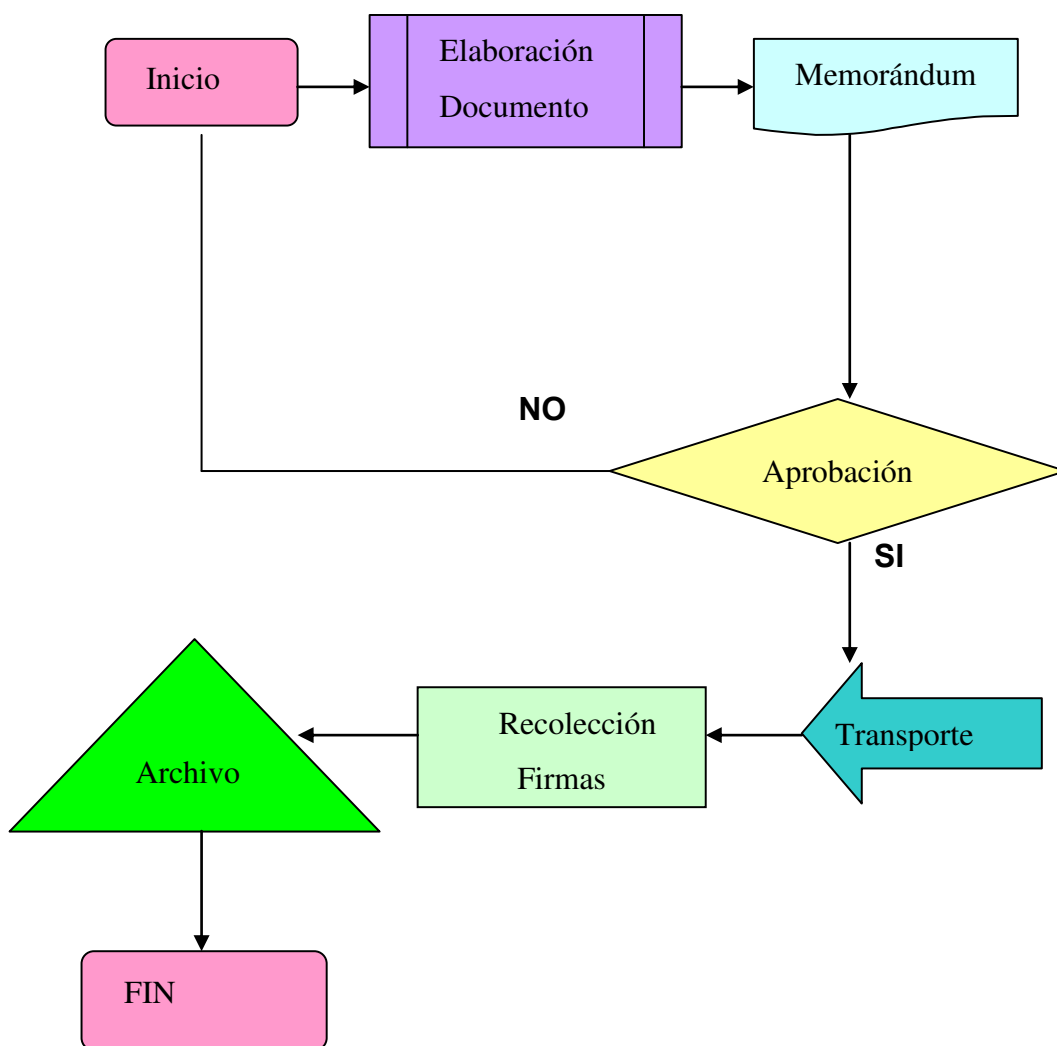 Inicio
Elaboración
Documento
Memorándum
NO
Aprobación
SI
Transporte
Recolección
Firmas
Archivo
FIN